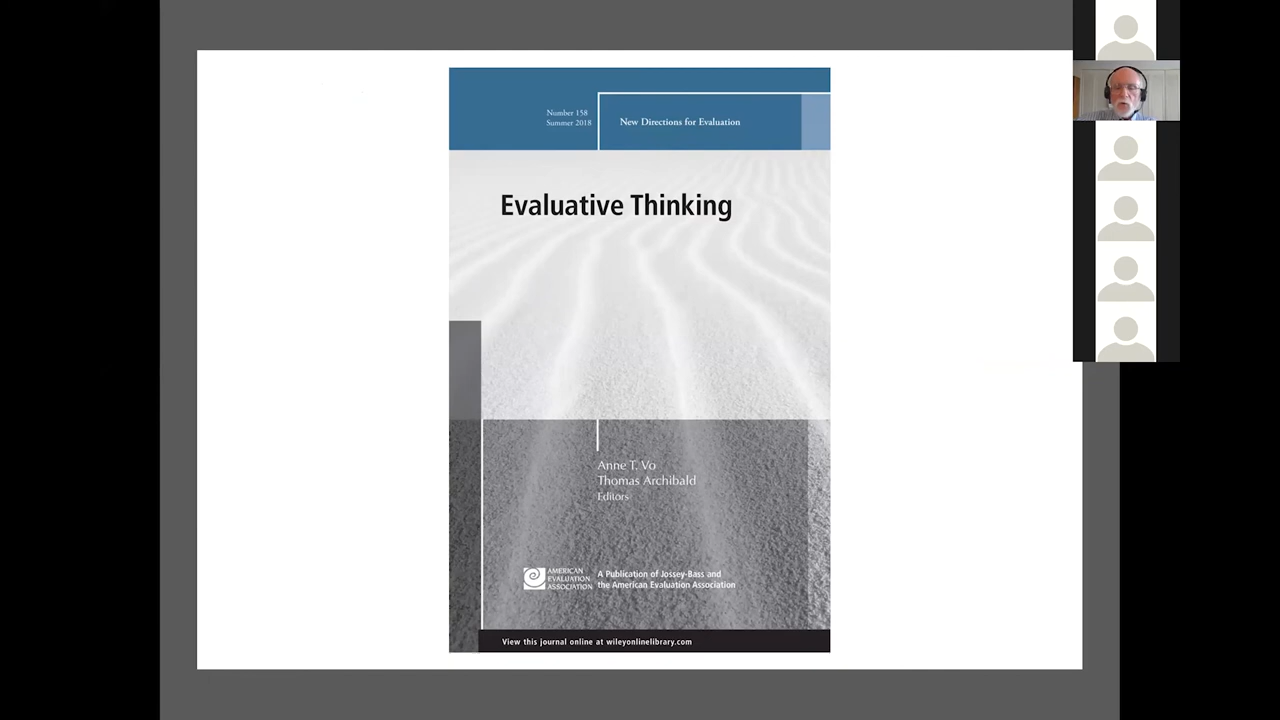 Number 158
Summer 2018
New Directions for Evaluation
Evaluative Thinking
Anne T. Vo
Thomas Archibald
Editors
AMERICAN
EVALUATION
ASSOCIATION
A Publication of Jossey-Bass and
the American Evaluation Association
View this journal online at wileyonlinelibrary.com